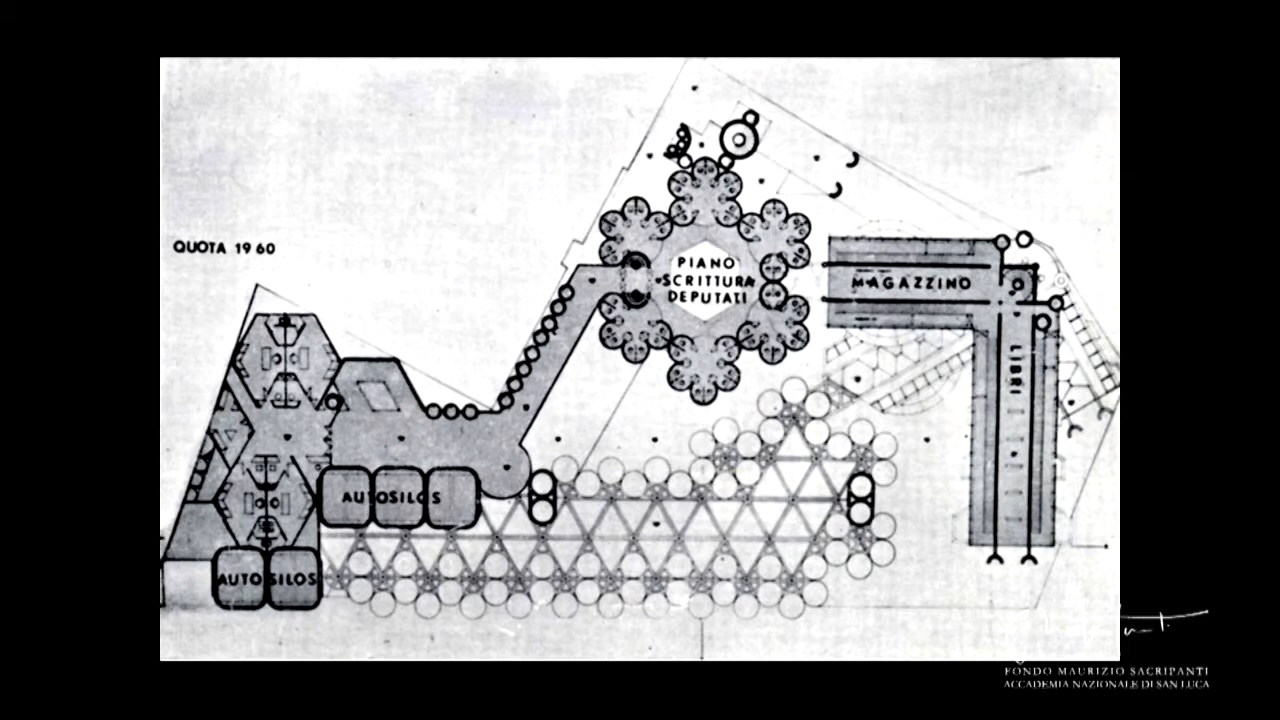 QUOTA 1960
PIANO
SCRITTURA
DEPUTATI
MAGAZZINO
LIBRI
AUTOSILOS
AUTOSILOS
FONDO MAURIZIO SACRIPANTI
ACCADEMIA NAZIONALE DI SAN LUCA